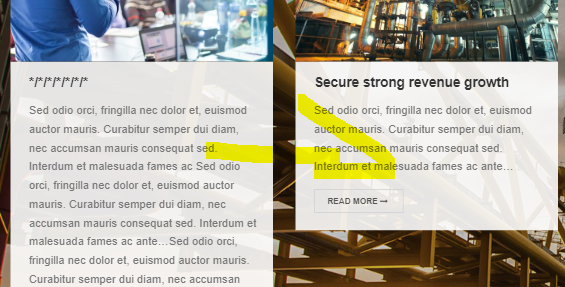 */*/*/*/*/*/*
Sed odio orci, fringilla nec dolor et, euismod
auctor mauris. Curabitur semper dui diam,
nec accumsan mauris consequat sed.
Interdum et malesuada fames ac Sed odio
orci, fringilla nec dolor et, euismod auctor
mauris. Curabitur semper dui diam, nec
accumsan mauris consequat sed. Interdum et
malesuada fames ac ante…Sed odio orci,
fringilla nec dolor et, euismod auctor mauris.
Curabitur semper dui diam, nec accumsan
Secure strong revenue growth
Sed odio orci, fringilla nec dolor et, euismod
auctor mauris. Curabitur semper dui diam,
nec accumsan mauris consequat sed.
Interdum et malesuada fames ac ante…
READ MORE →